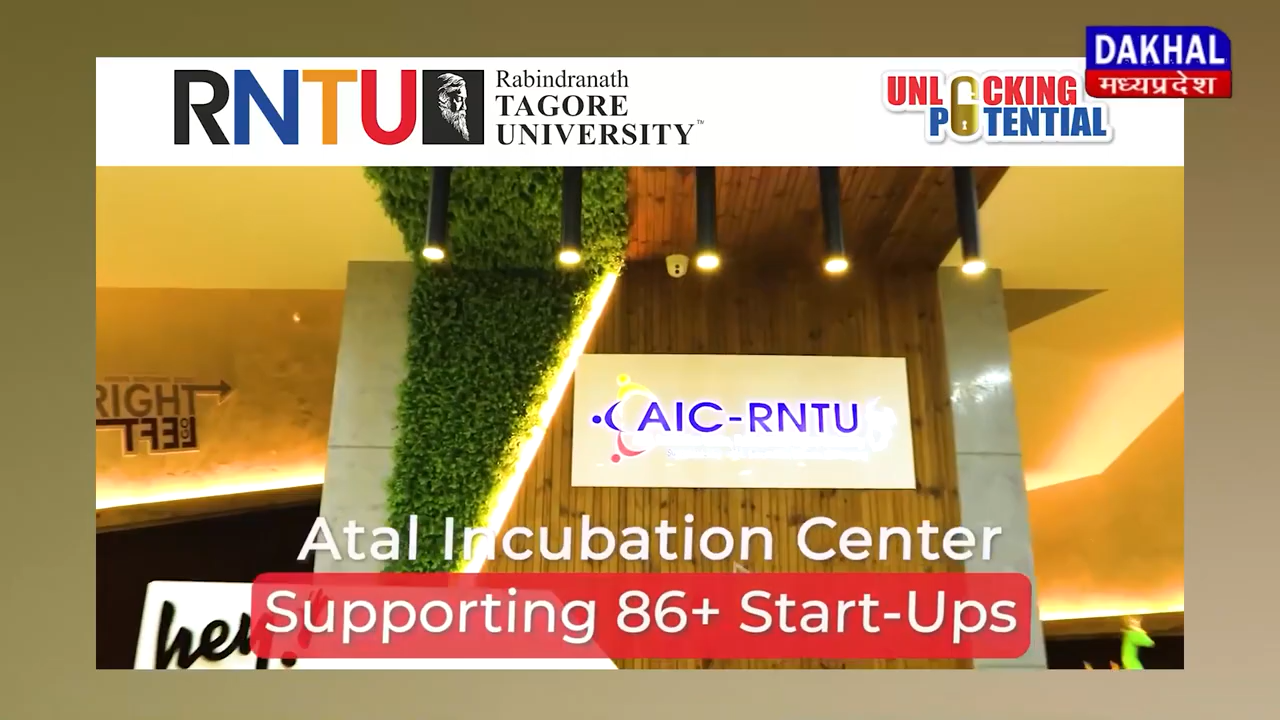 DAKHAL
मध्यप्रदेश
RNTU
Rabindranath
TAGORE
UNIVERSITY™
UNLOCKING
POTENTIAL
RIGHT
LEFT
AIC-RNTU
Atal Incubation Center
Supporting 86+ Start-Ups
hey!